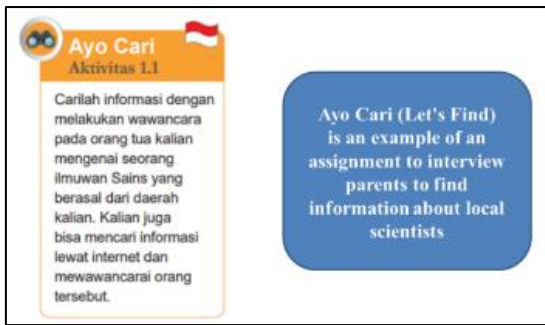 Ayo Cari
Aktivitas 1.1
Carilah informasi dengan
melakukan wawancara
pada orang tua kalian
mengenai seorang
ilmuwan Sains yang
berasal dari daerah
kalian. Kalian juga
bisa mencari informasi
lewat internet dan
mewawancarai orang
tersebut.
Ayo Cari (Let's Find)
is an example of an
assignment to interview
parents to find
information about local
scientists